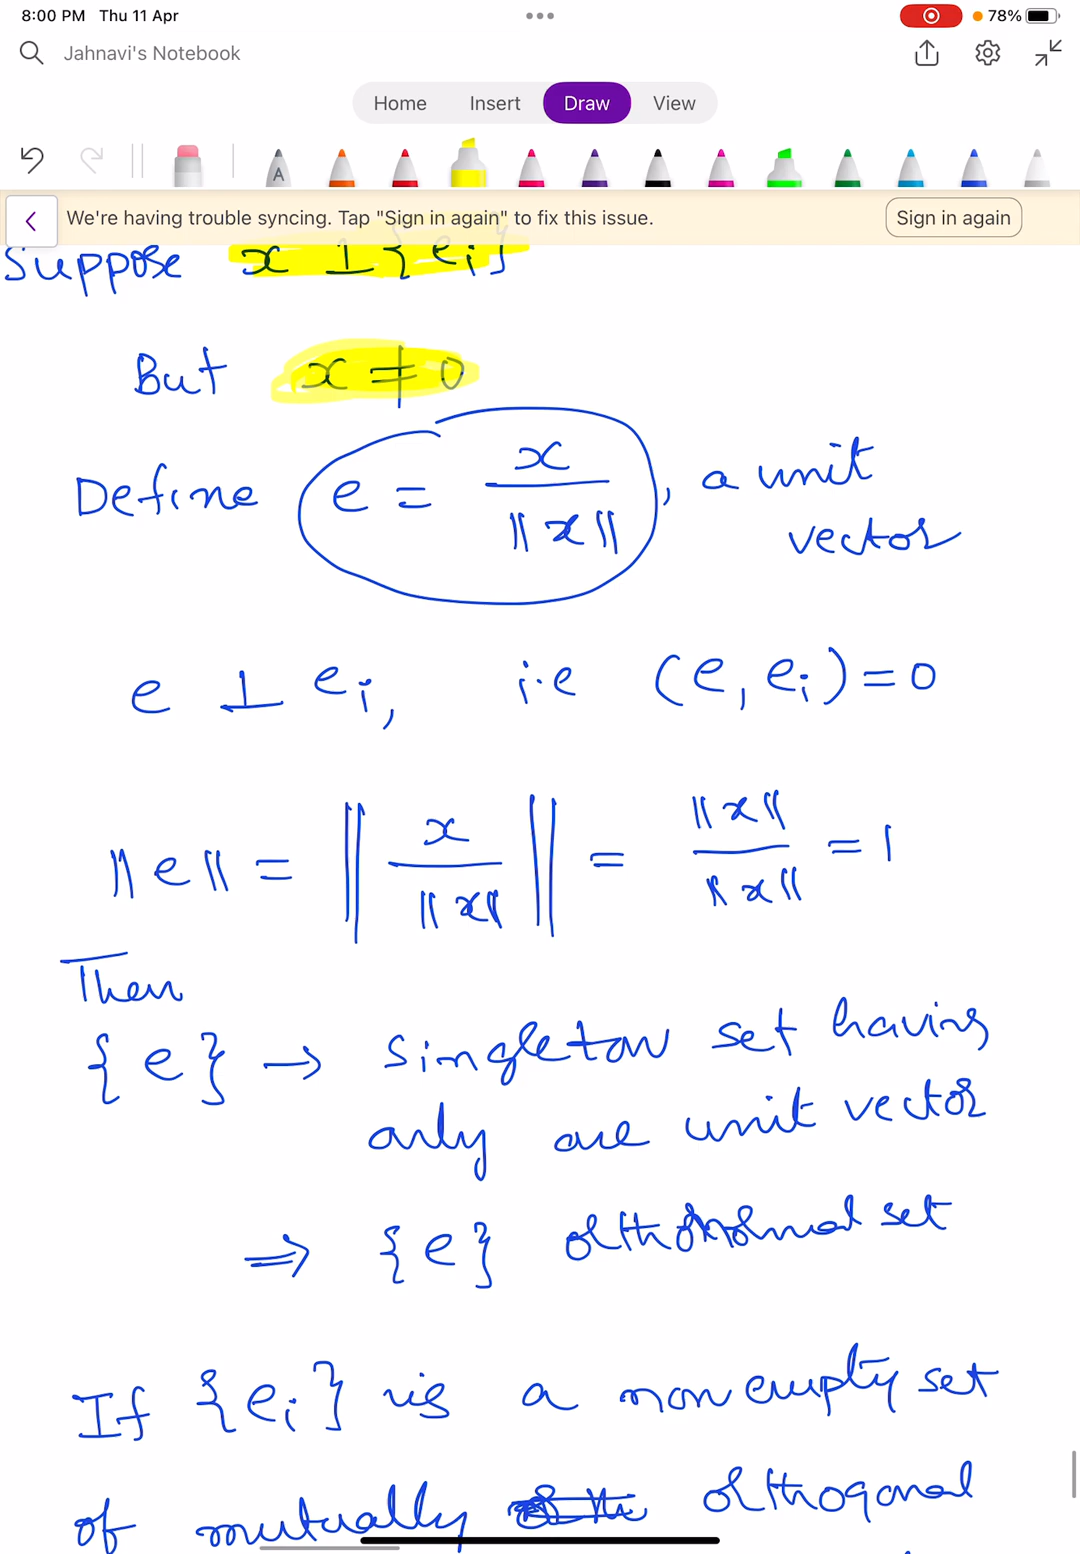 8:00 PM Thu 11 Apr
78%
Jahnavi's Notebook
Home Insert Draw View
A
We're having trouble syncing. Tap "Sign in again" to fix this issue.
Sign in again
Suppose x ⊥ {ei}
But x ≠ 0
Define e = x / ||x||, a unit
vector
e ⊥ ei, i.e (e, ei) = 0
||e|| = || x / ||x|| || = ||x|| / ||x|| = 1
Then
{e} → singleton set having
only one unit vector
⇒ {e} orthonormal set
If {ei} is a non empty set
of mutually orthogonal